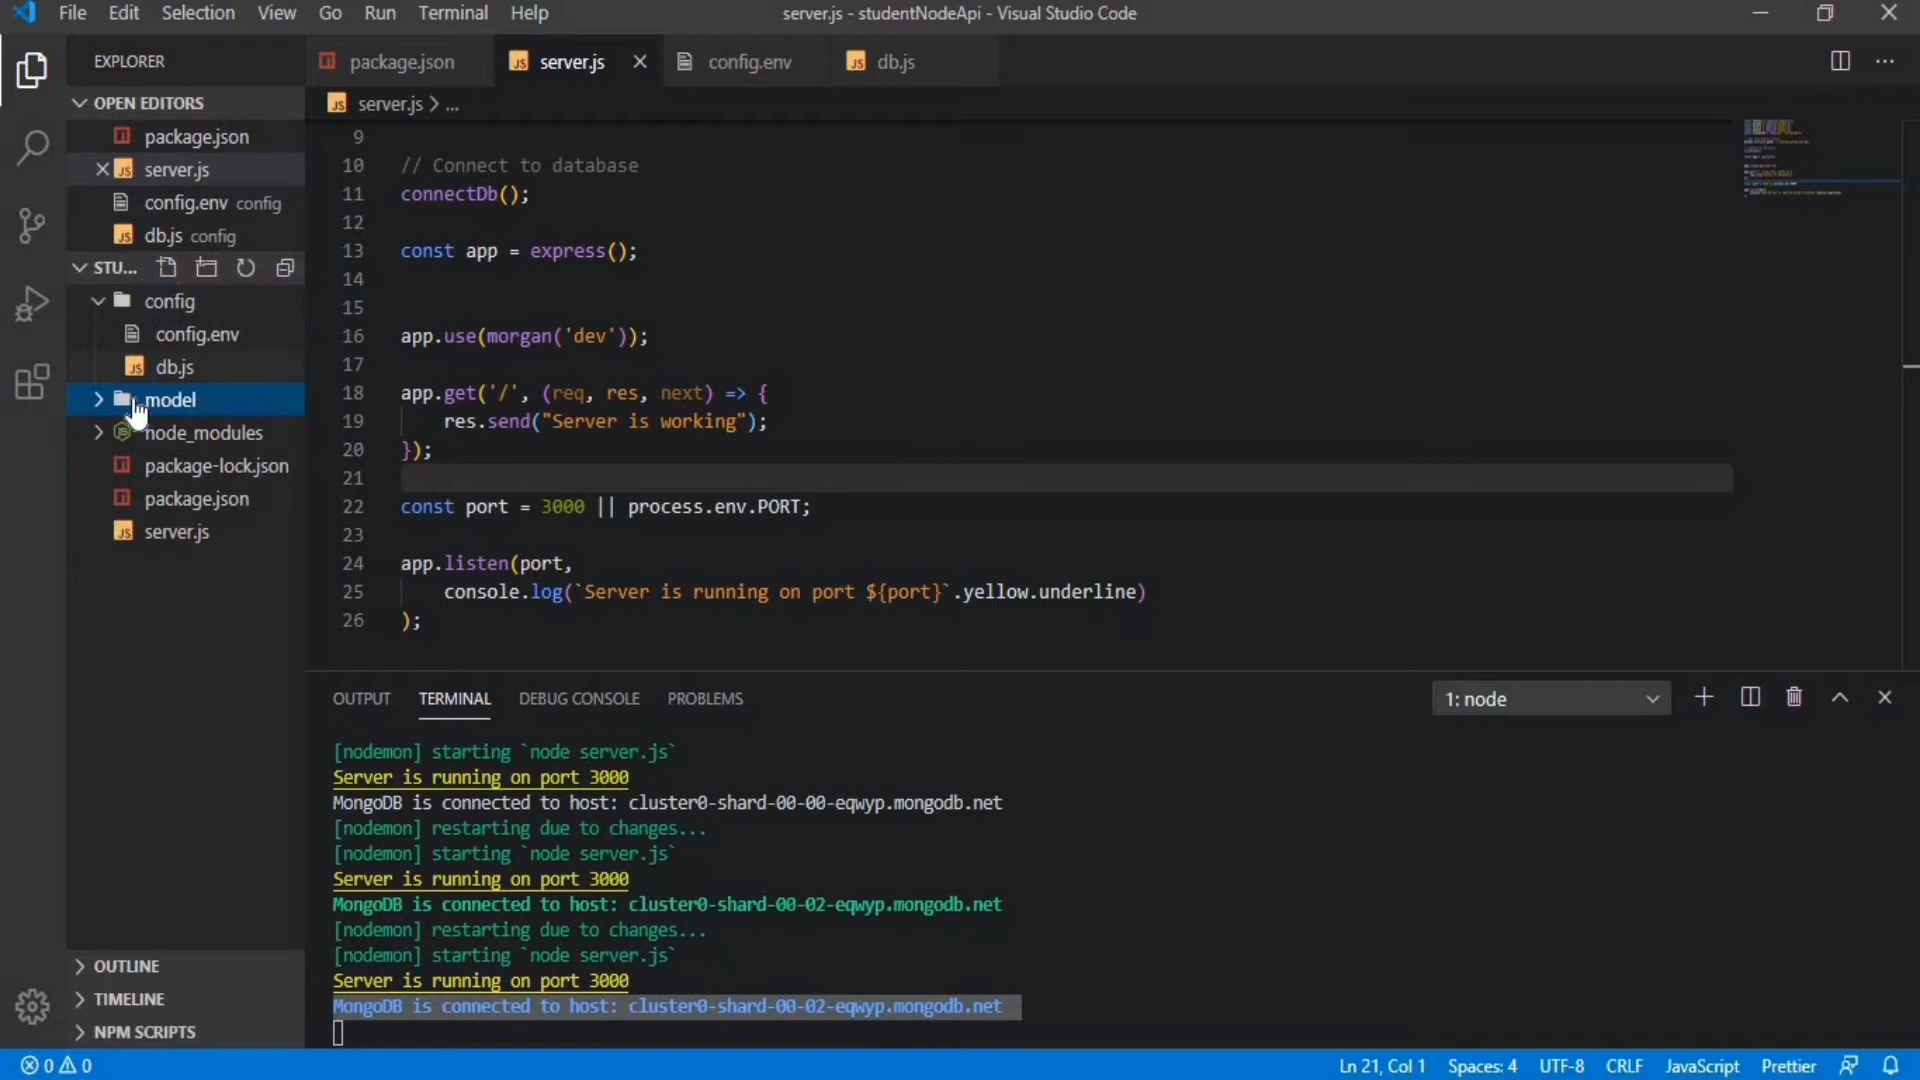 File Edit Selection View Go Run Terminal Help
server.js - studentNodeApi - Visual Studio Code
EXPLORER
OPEN EDITORS
package.json
server.js
config.env config
db.js config
STU...
config
config.env
db.js
model
node_modules
package-lock.json
package.json
server.js
OUTLINE
TIMELINE
NPM SCRIPTS
package.json server.js config.env db.js
server.js > ...
9
10 // Connect to database
11 connectDb();
12
13 const app = express();
14
15
16 app.use(morgan('dev'));
17
18 app.get('/', (req, res, next) => {
19 res.send("Server is working");
20 });
21
22 const port = 3000 || process.env.PORT;
23
24 app.listen(port,
25 console.log(`Server is running on port ${port}`.yellow.underline)
26 );
OUTPUT TERMINAL DEBUG CONSOLE PROBLEMS
1: node
[nodemon] starting `node server.js`
Server is running on port 3000
MongoDB is connected to host: cluster0-shard-00-00-eqwyp.mongodb.net
[nodemon] restarting due to changes...
[nodemon] starting `node server.js`
Server is running on port 3000
MongoDB is connected to host: cluster0-shard-00-02-eqwyp.mongodb.net
[nodemon] restarting due to changes...
[nodemon] starting `node server.js`
Server is running on port 3000
MongoDB is connected to host: cluster0-shard-00-02-eqwyp.mongodb.net
0 0
Ln 21, Col 1 Spaces: 4 UTF-8 CRLF JavaScript Prettier